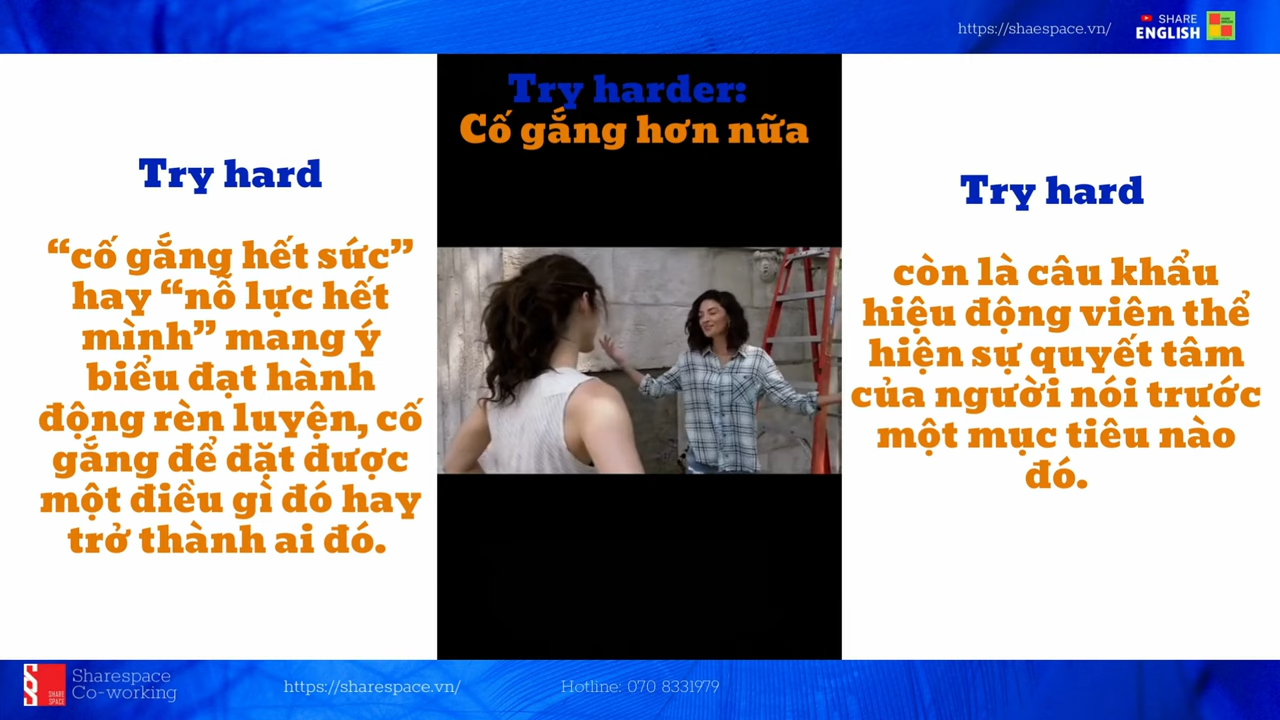 https://shaespace.vn/
SHARE
ENGLISH
Try harder:
Cố gắng hơn nữa
Try hard
“cố gắng hết sức”
hay “nỗ lực hết
mình” mang ý
biểu đạt hành
động rèn luyện, cố
gắng để đặt được
một điều gì đó hay
trở thành ai đó.
Try hard
còn là câu khẩu
hiệu động viên thể
hiện sự quyết tâm
của người nói trước
một mục tiêu nào
đó.
SHARE
SPACE
Sharespace
Co-working
https://sharespace.vn/
Hotline: 070 8331979